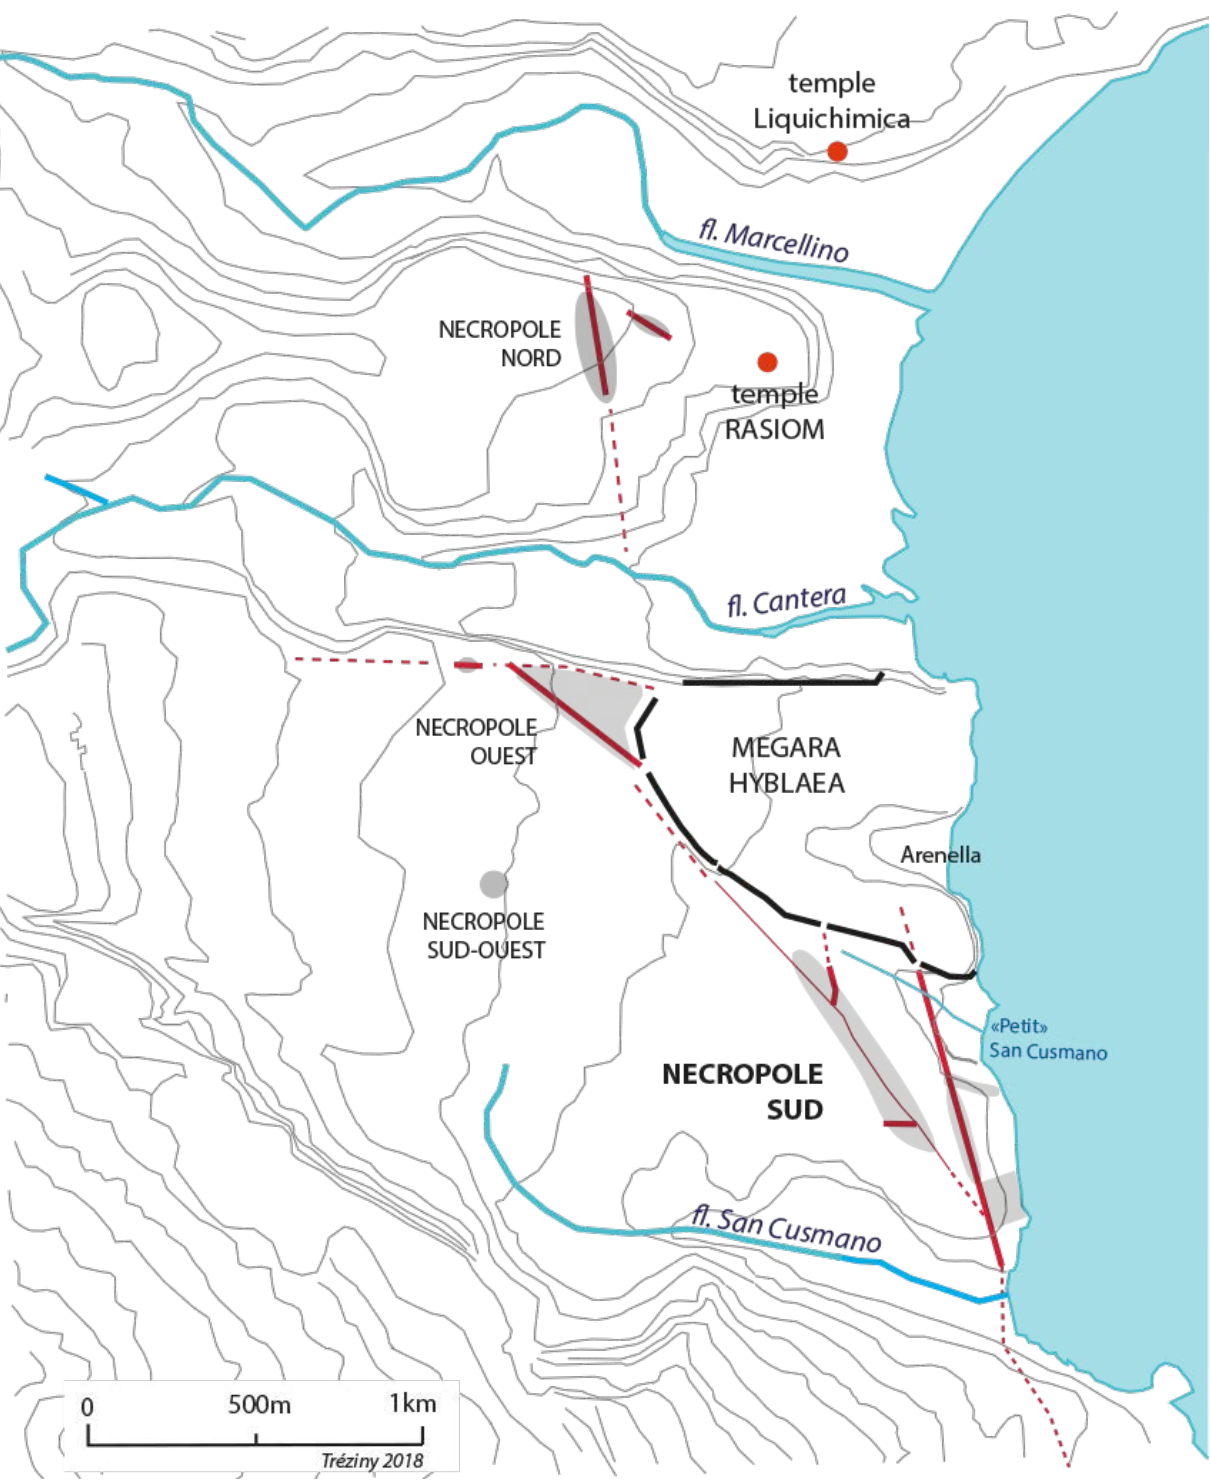 temple
Liquichimica
fl. Marcellino
NECROPOLE
NORD
temple
RASIOM
fl. Cantera
NECROPOLE
OUEST
MEGARA
HYBLAEA
Arenella
NECROPOLE
SUD-OUEST
«Petit»
San Cusmano
NECROPOLE
SUD
fl. San Cusmano
0 500m 1km
Tréziny 2018